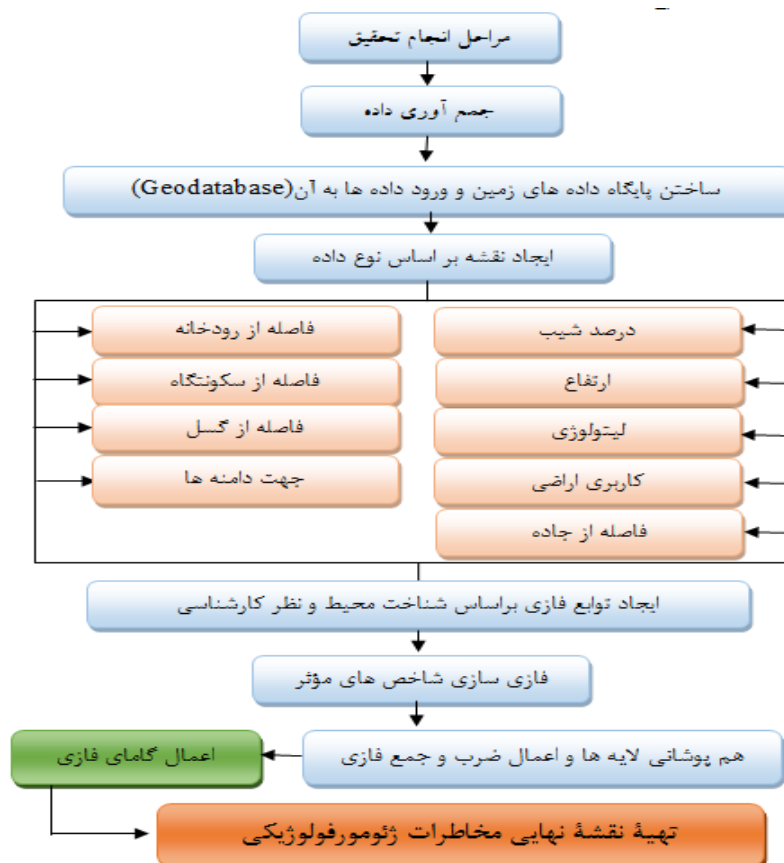 مراحل انجام تحقیق
جمع آوری داده
ساختن پایگاه داده های زمین و ورود داده ها به آن(Geodatabase)
ایجاد نقشه بر اساس نوع داده
درصد شیب
ارتفاع
لیتولوژی
کاربری اراضی
فاصله از جاده
فاصله از رودخانه
فاصله از سکونتگاه
فاصله از گسل
جهت دامنه ها
ایجاد توابع فازی براساس شناخت محیط و نظر کارشناسی
فازی سازی شاخص های مؤثر
هم پوشانی لایه ها و اعمال ضرب و جمع فازی
اعمال گامای فازی
تهیۀ نقشۀ نهایی مخاطرات ژئومورفولوژیکی